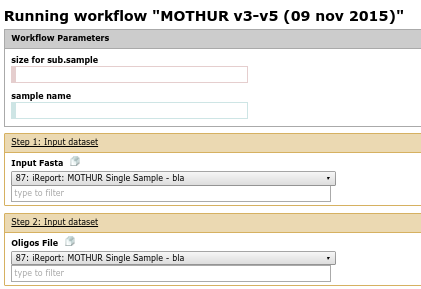 Running workflow "MOTHUR v3-v5 (09 nov 2015)"
Workflow Parameters
size for sub.sample
sample name
Step 1: Input dataset
Input Fasta
87: iReport: MOTHUR Single Sample - bla
type to filter
Step 2: Input dataset
Oligos File
87: iReport: MOTHUR Single Sample - bla
type to filter